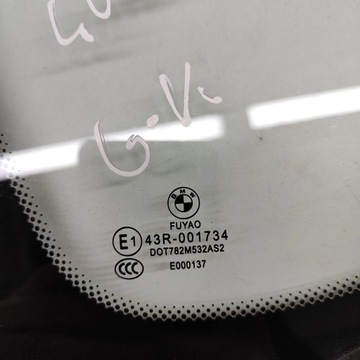 BMW
FUYAO
E1 43R-001734
DOT782M532AS2
CCC E000137